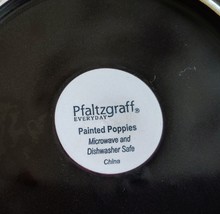 Pfaltzgraff®
EVERYDAY
Painted Poppies
Microwave and
Dishwasher Safe
China